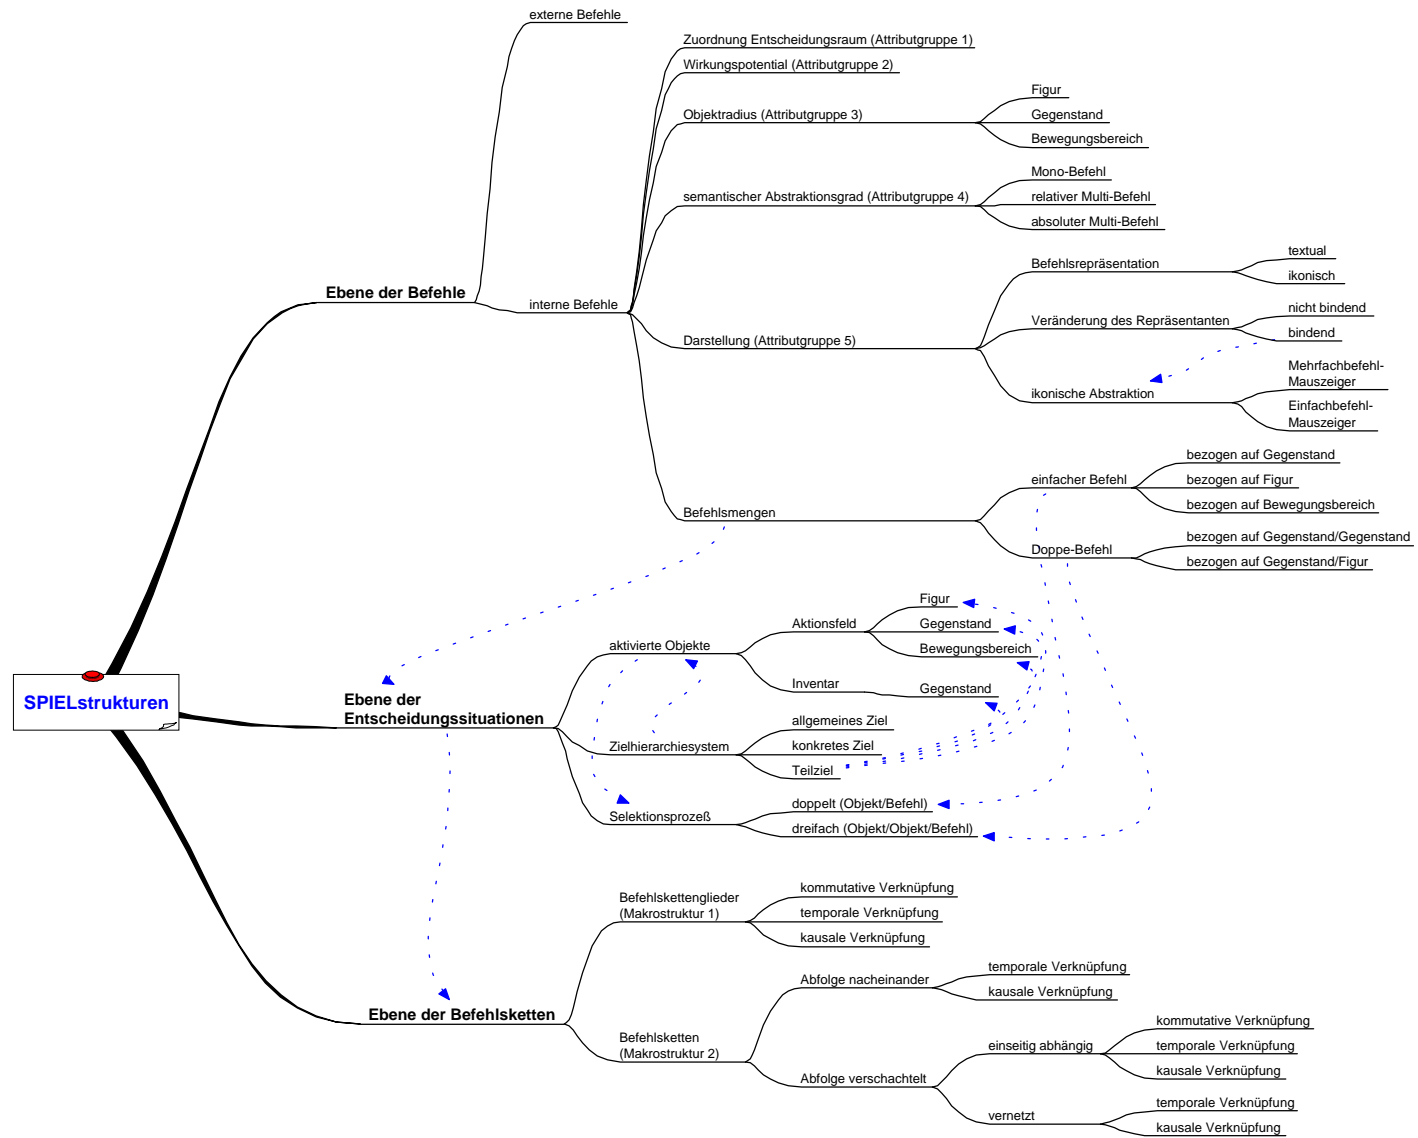 SPIELstrukturen
Ebene der Befehle
externe Befehle
interne Befehle
Zuordnung Entscheidungsraum (Attributgruppe 1)
Wirkungspotential (Attributgruppe 2)
Objektradius (Attributgruppe 3)
Figur
Gegenstand
Bewegungsbereich
semantischer Abstraktionsgrad (Attributgruppe 4)
Mono-Befehl
relativer Multi-Befehl
absoluter Multi-Befehl
Darstellung (Attributgruppe 5)
Befehlsrepräsentation
textual
ikonisch
Veränderung des Repräsentanten
nicht bindend
bindend
ikonische Abstraktion
Mehrfachbefehl-
Mauszeiger
Einfachbefehl-
Mauszeiger
Befehlsmengen
einfacher Befehl
bezogen auf Gegenstand
bezogen auf Figur
bezogen auf Bewegungsbereich
Doppe-Befehl
bezogen auf Gegenstand/Gegenstand
bezogen auf Gegenstand/Figur
Ebene der
Entscheidungssituationen
aktivierte Objekte
Aktionsfeld
Figur
Gegenstand
Bewegungsbereich
Inventar
Gegenstand
Zielhierarchiesystem
allgemeines Ziel
konkretes Ziel
Teilziel
Selektionsprozeß
doppelt (Objekt/Befehl)
dreifach (Objekt/Objekt/Befehl)
Ebene der Befehlsketten
Befehlskettenglieder
(Makrostruktur 1)
kommutative Verknüpfung
temporale Verknüpfung
kausale Verknüpfung
Befehlsketten
(Makrostruktur 2)
Abfolge nacheinander
temporale Verknüpfung
kausale Verknüpfung
Abfolge verschachtelt
einseitig abhängig
kommutative Verknüpfung
temporale Verknüpfung
kausale Verknüpfung
vernetzt
temporale Verknüpfung
kausale Verknüpfung